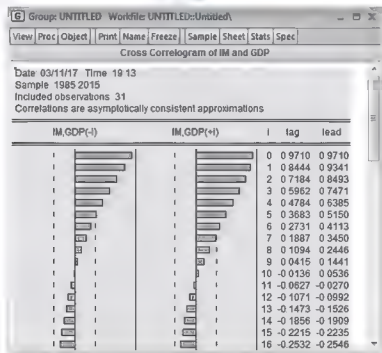 G Group: UNTITLED Workfile: UNTITLED::Untitled\
View Proc Object Print Name Freeze Sample Sheet Stats Spec
Cross Correlogram of IM and GDP
Date: 03/11/17 Time: 19:13
Sample: 1985 2015
Included observations: 31
Correlations are asymptotically consistent approximations
IM,GDP(-i) IM,GDP(+i) i lag lead
0 0.9710 0.9710
1 0.8444 0.9341
2 0.7184 0.8493
3 0.5962 0.7471
4 0.4784 0.6385
5 0.3683 0.5150
6 0.2731 0.4113
7 0.1887 0.3450
8 0.1094 0.2446
9 0.0415 0.1441
10 -0.0136 0.0536
11 -0.0627 -0.0270
12 -0.1071 -0.0992
13 -0.1473 -0.1526
14 -0.1856 -0.1909
15 -0.2215 -0.2235
16 -0.2532 -0.2546